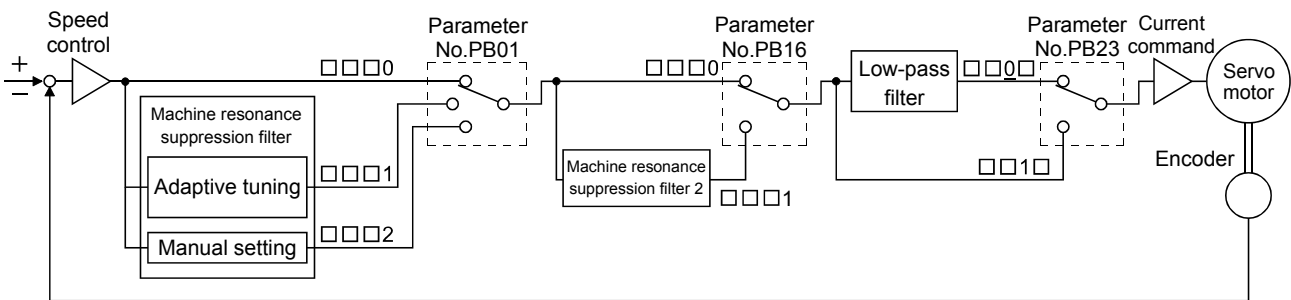 Speed
control
+
−
□□□0
Machine resonance
suppression filter
Adaptive tuning
□□□1
Manual setting
□□□2
Parameter
No.PB01
□□□0
Machine resonance
suppression filter 2
□□□1
Parameter
No.PB16
Low-pass
filter
□□0□
□□1□
Parameter
No.PB23
Current
command
Servo
motor
Encoder